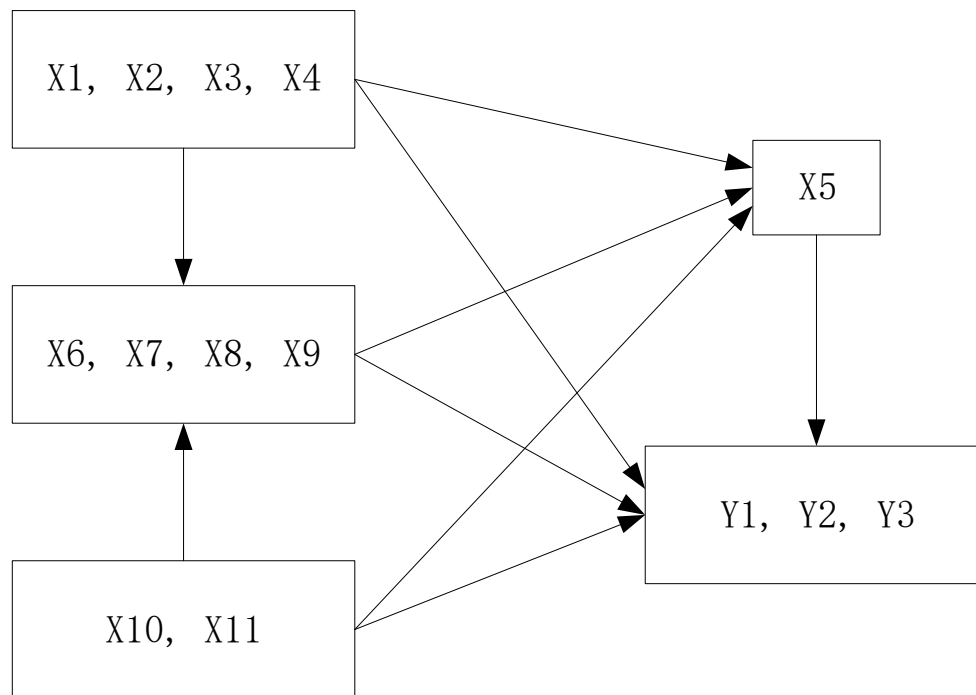 X1, X2, X3, X4
X5
X6, X7, X8, X9
Y1, Y2, Y3
X10, X11